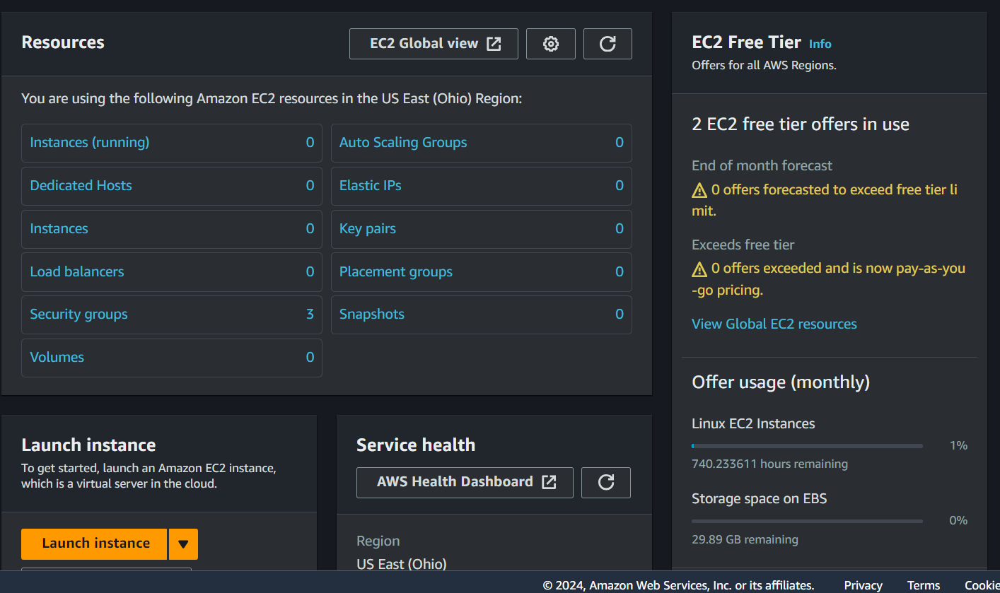 Resources
EC2 Global view
You are using the following Amazon EC2 resources in the US East (Ohio) Region:
Instances (running) 0
Auto Scaling Groups 0
Dedicated Hosts 0
Elastic IPs 0
Instances 0
Key pairs 0
Load balancers 0
Placement groups 0
Security groups 3
Snapshots 0
Volumes 0
Launch instance
To get started, launch an Amazon EC2 instance,
which is a virtual server in the cloud.
Launch instance
Service health
AWS Health Dashboard
Region
US East (Ohio)
EC2 Free Tier Info
Offers for all AWS Regions.
2 EC2 free tier offers in use
End of month forecast
0 offers forecasted to exceed free tier li
mit.
Exceeds free tier
0 offers exceeded and is now pay-as-you
-go pricing.
View Global EC2 resources
Offer usage (monthly)
Linux EC2 Instances
1%
740.233611 hours remaining
Storage space on EBS
0%
29.89 GB remaining
© 2024, Amazon Web Services, Inc. or its affiliates. Privacy Terms Cookie